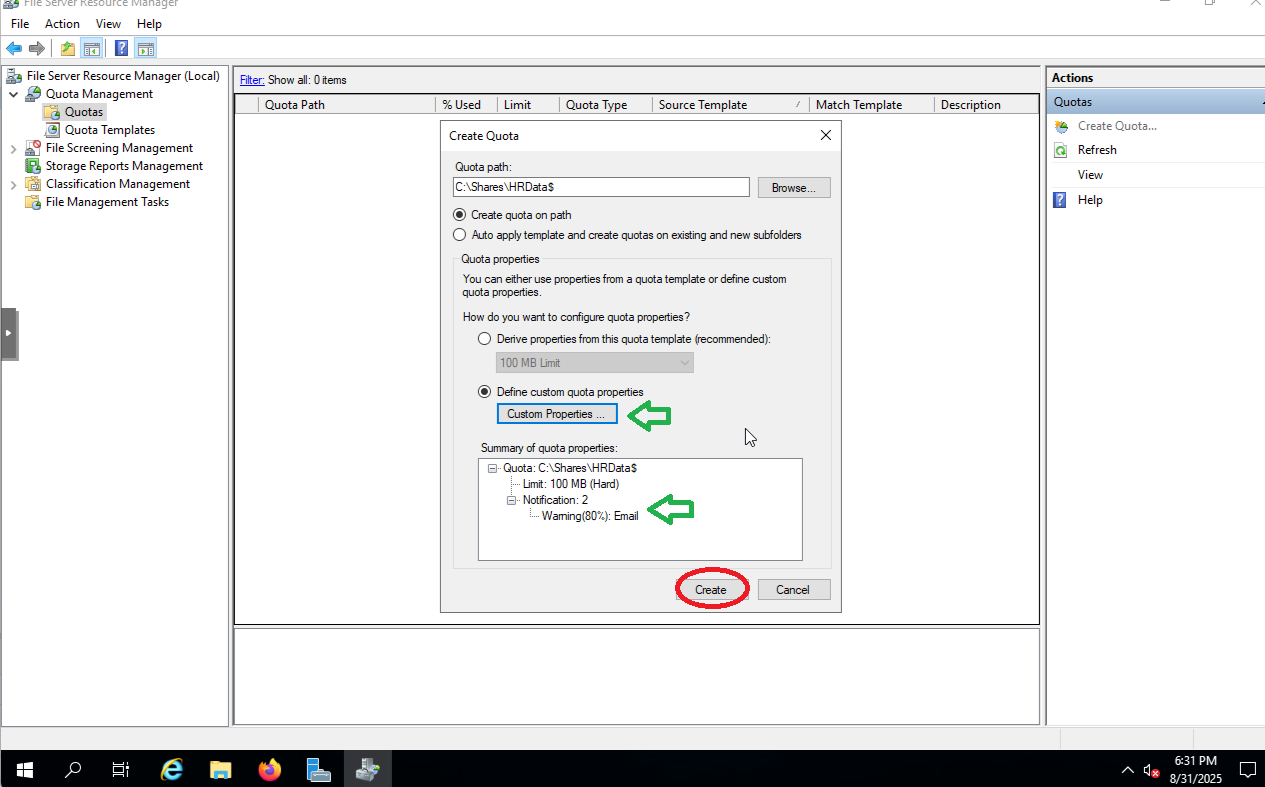 File Server Resource Manager
File Action View Help
File Server Resource Manager (Local)
Quota Management
Quotas
Quota Templates
File Screening Management
Storage Reports Management
Classification Management
File Management Tasks
Filter: Show all: 0 items
Quota Path % Used Limit Quota Type Source Template Match Template Description
Create Quota
Quota path:
C:\Shares\HRData$ Browse...
Create quota on path
Auto apply template and create quotas on existing and new subfolders
Quota properties
You can either use properties from a quota template or define custom
quota properties.
How do you want to configure quota properties?
Derive properties from this quota template (recommended):
100 MB Limit
Define custom quota properties
Custom Properties ...
Summary of quota properties:
Quota: C:\Shares\HRData$
Limit: 100 MB (Hard)
Notification: 2
Warning(80%): Email
Create Cancel
Actions
Quotas
Create Quota...
Refresh
View
Help
6:31 PM
8/31/2025